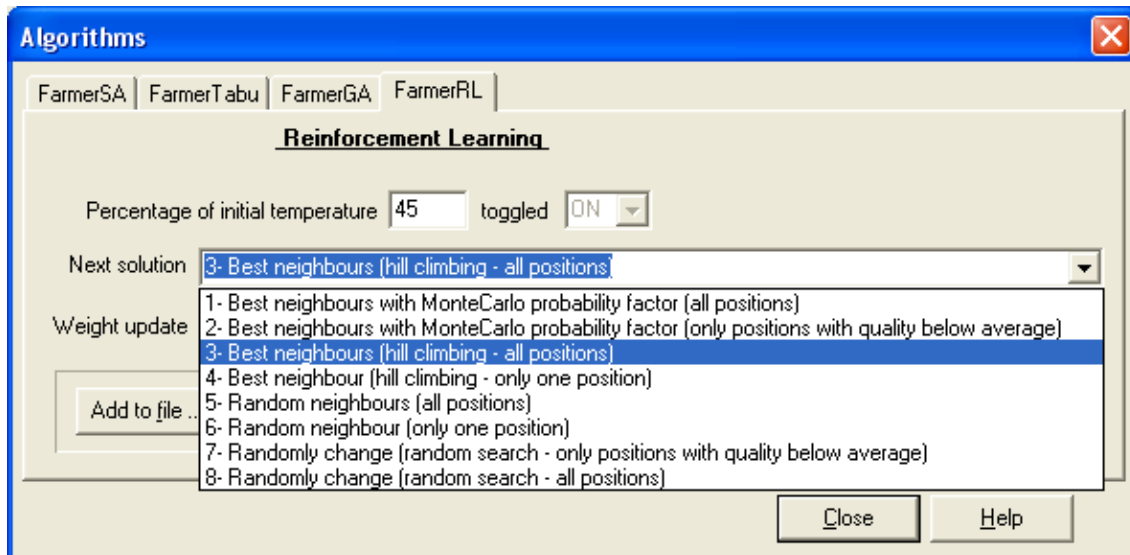 Algorithms
FarmerSA FarmerTabu FarmerGA FarmerRL
Reinforcement Learning
Percentage of initial temperature 45 toggled ON
Next solution 3- Best neighbours (hill climbing - all positions)
1- Best neighbours with MonteCarlo probability factor (all positions)
Weight update 2- Best neighbours with MonteCarlo probability factor (only positions with quality below average)
3- Best neighbours (hill climbing - all positions)
4- Best neighbour (hill climbing - only one position)
Add to file .. 5- Random neighbours (all positions)
6- Random neighbour (only one position)
7- Randomly change (random search - only positions with quality below average)
8- Randomly change (random search - all positions)
Close Help